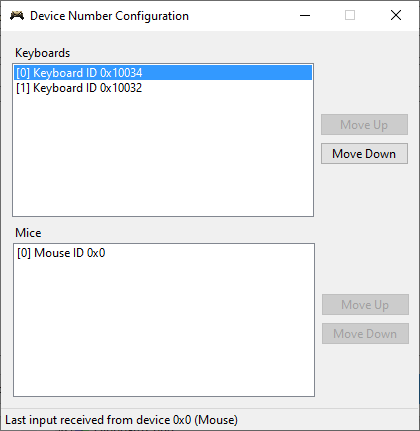 Device Number Configuration
Keyboards
[0] Keyboard ID 0x10034
[1] Keyboard ID 0x10032
Move Up
Move Down
Mice
[0] Mouse ID 0x0
Move Up
Move Down
Last input received from device 0x0 (Mouse)